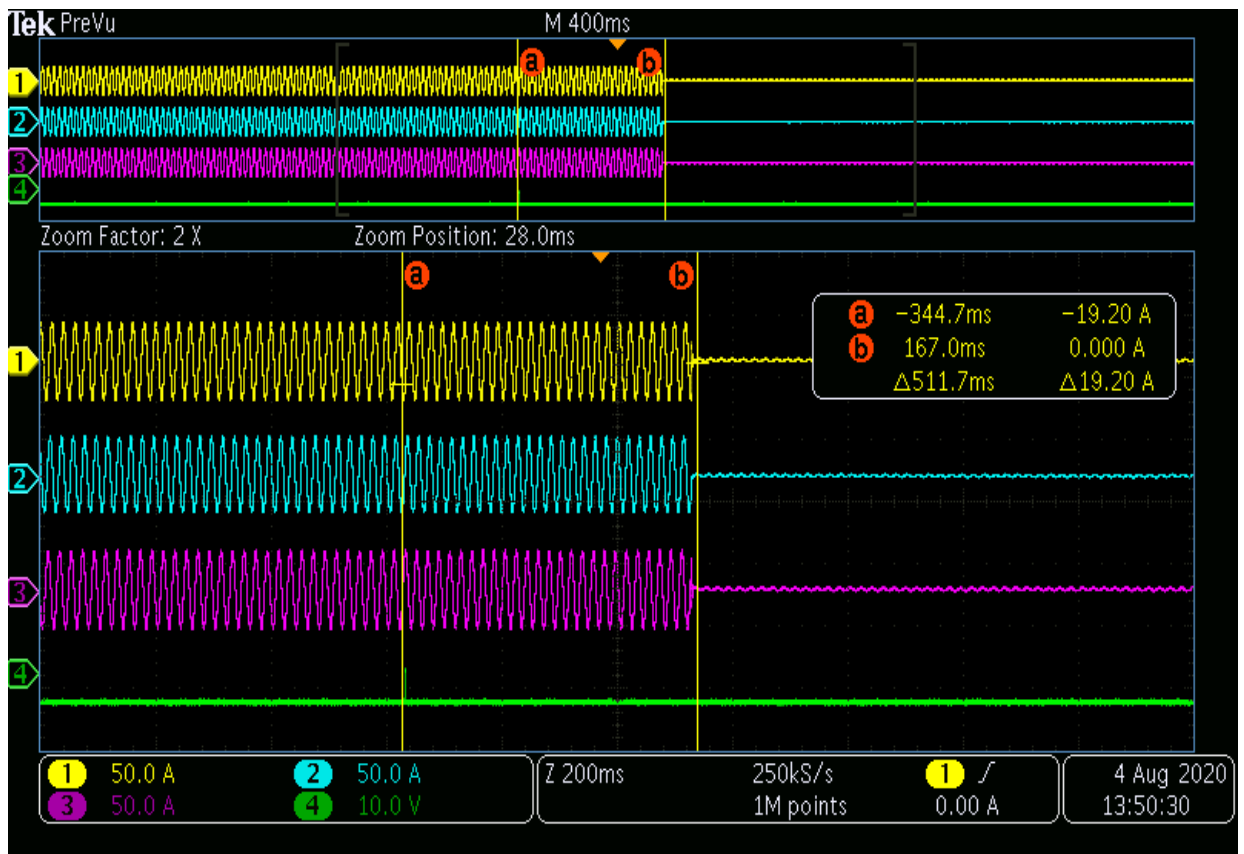 Tek PreVu M 400ms
a b
1
2
3
4
Zoom Factor: 2 X Zoom Position: 28.0ms
a b
a -344.7ms -19.20 A
b 167.0ms 0.000 A
△511.7ms △19.20 A
1
2
3
4
1 50.0 A 2 50.0 A Z 200ms 250kS/s 1 4 Aug 2020
3 50.0 A 4 10.0 V 1M points 0.00 A 13:50:30